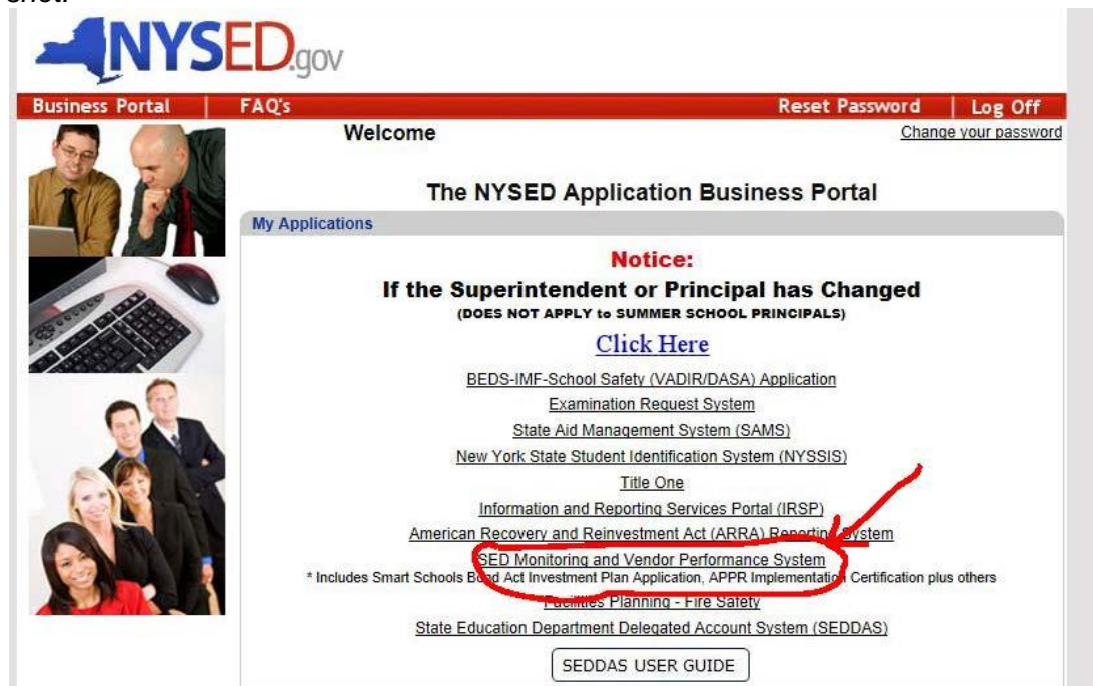 shot.
NYSED.gov
Business Portal | FAQ's Reset Password | Log Off
Welcome Change your password
The NYSED Application Business Portal
My Applications
Notice:
If the Superintendent or Principal has Changed
(DOES NOT APPLY to SUMMER SCHOOL PRINCIPALS)
Click Here
BEDS-IMF-School Safety (VADIR/DASA) Application
Examination Request System
State Aid Management System (SAMS)
New York State Student Identification System (NYSSIS)
Title One
Information and Reporting Services Portal (IRSP)
American Recovery and Reinvestment Act (ARRA) Reporting System
SED Monitoring and Vendor Performance System
* Includes Smart Schools Bond Act Investment Plan Application, APPR Implementation Certification plus others
Facilities Planning - Fire Safety
State Education Department Delegated Account System (SEDDAS)
SEDDAS USER GUIDE